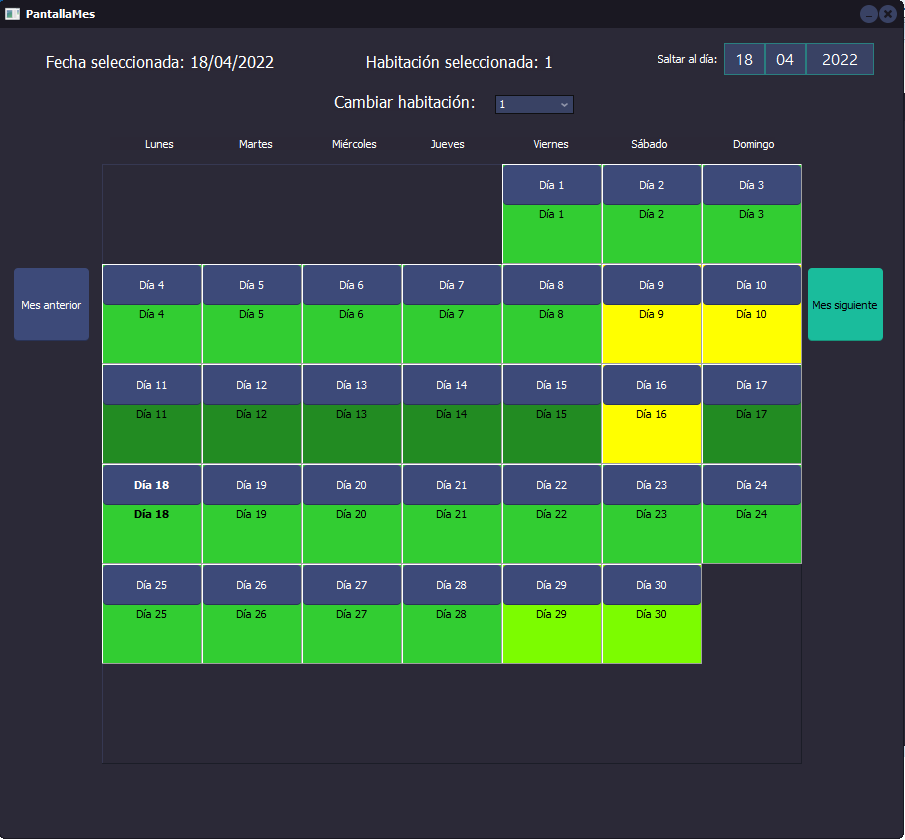 PantallaMes
Fecha seleccionada: 18/04/2022 Habitación seleccionada: 1 Saltar al día: 18 04 2022
Cambiar habitación: 1
Lunes Martes Miércoles Jueves Viernes Sábado Domingo
Día 1 Día 2 Día 3
Día 1 Día 2 Día 3
Día 4 Día 5 Día 6 Día 7 Día 8 Día 9 Día 10
Mes anterior Mes siguiente
Día 4 Día 5 Día 6 Día 7 Día 8 Día 9 Día 10
Día 11 Día 12 Día 13 Día 14 Día 15 Día 16 Día 17
Día 11 Día 12 Día 13 Día 14 Día 15 Día 16 Día 17
Día 18 Día 19 Día 20 Día 21 Día 22 Día 23 Día 24
Día 18 Día 19 Día 20 Día 21 Día 22 Día 23 Día 24
Día 25 Día 26 Día 27 Día 28 Día 29 Día 30
Día 25 Día 26 Día 27 Día 28 Día 29 Día 30